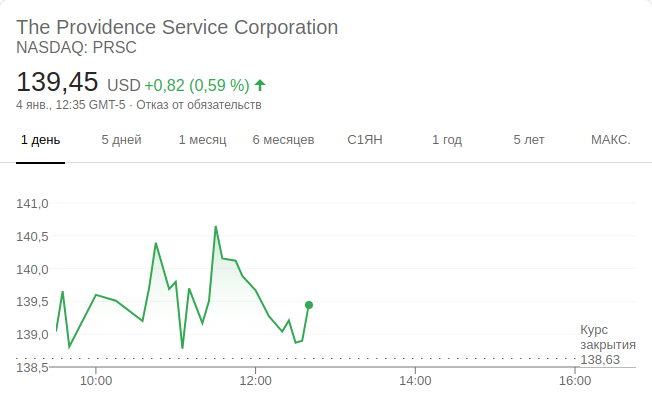 The Providence Service Corporation
NASDAQ: PRSC
139,45 USD +0,82 (0,59 %)
4 янв., 12:35 GMT-5 · Отказ от обязательств
1 день 5 дней 1 месяц 6 месяцев С1ЯН 1 год 5 лет МАКС.
141,0
140,5
140,0
139,5
139,0
138,5
Курс
закрытия
138,63
10:00 12:00 14:00 16:00